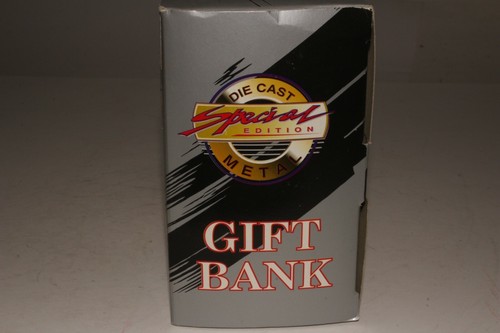 DIE CAST
Special
EDITION
METAL
GIFT
BANK